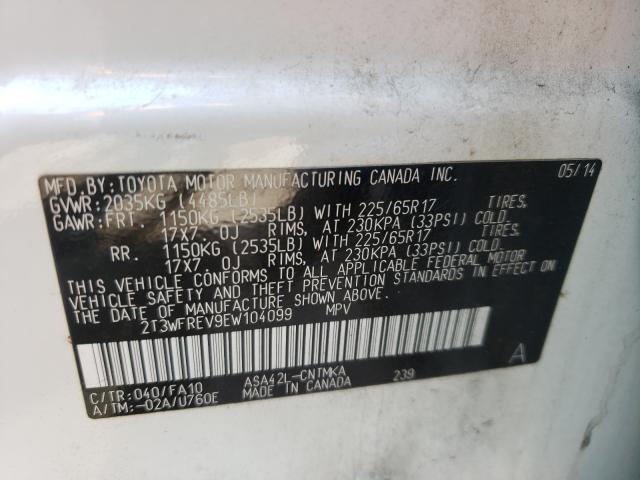 MFD.BY:TOYOTA MOTOR MANUFACTURING CANADA INC. 05/14
GVWR:2035KG (4485LB)
GAWR:FRT. 1150KG (2535LB) WITH 225/65R17 TIRES,
17X7 0J RIMS, AT 230KPA (33PSI) COLD.
RR. 1150KG (2535LB) WITH 225/65R17 TIRES,
17X7 0J RIMS, AT 230KPA (33PSI) COLD.
THIS VEHICLE CONFORMS TO ALL APPLICABLE FEDERAL MOTOR
VEHICLE SAFETY AND THEFT PREVENTION STANDARDS IN EFFECT ON
THE DATE OF MANUFACTURE SHOWN ABOVE.
2T3WFREV9EW104099 MPV
A
C/TR:040/FA10 ASA42L-CNTMKA 239
A/TM:-02A/U760E MADE IN CANADA